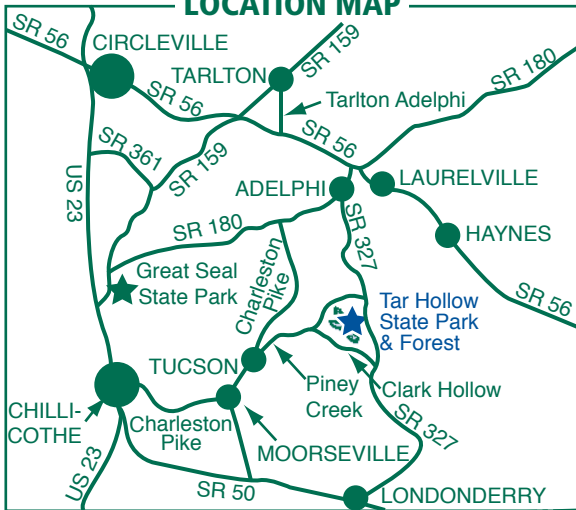 LOCATION MAP
SR 56
CIRCLEVILLE
SR 159
TARLTON
SR 180
SR 56
Tarlton Adelphi
SR 361
SR 159
SR 56
US 23
ADELPHI
LAURELVILLE
SR 180
SR 327
HAYNES
Charleston
Pike
Great Seal
State Park
Tar Hollow
State Park
& Forest
SR 56
TUCSON
Piney
Creek
Clark Hollow
CHILLI-
COTHE
Charleston
Pike
SR 327
MOORSEVILLE
US 23
SR 50
LONDONDERRY